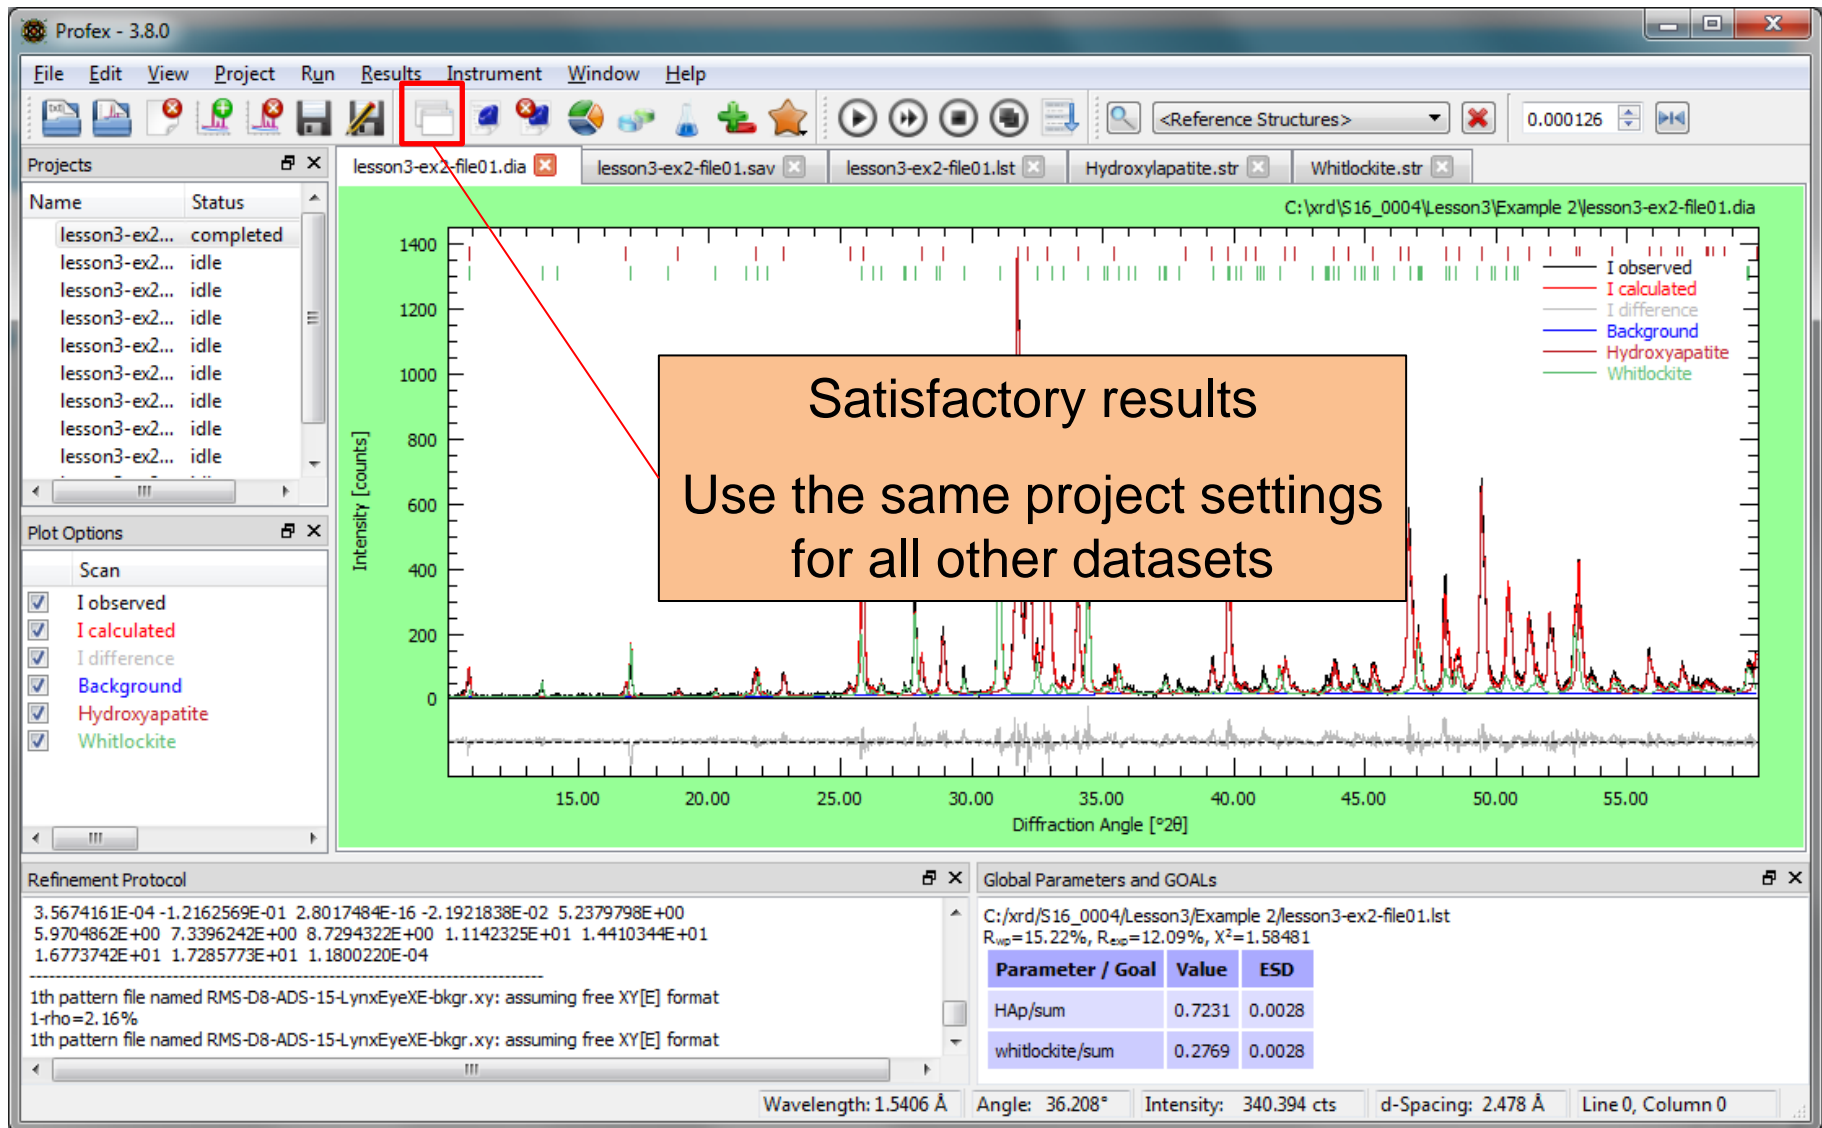 Profex - 3.8.0
File Edit View Project Run Results Instrument Window Help
<Reference Structures> 0.000126
Projects
Name Status
lesson3-ex2... completed
lesson3-ex2... idle
lesson3-ex2... idle
lesson3-ex2... idle
lesson3-ex2... idle
lesson3-ex2... idle
lesson3-ex2... idle
lesson3-ex2... idle
lesson3-ex2... idle
Plot Options
Scan
I observed
I calculated
I difference
Background
Hydroxyapatite
Whitlockite
lesson3-ex2-file01.dia lesson3-ex2-file01.sav lesson3-ex2-file01.lst Hydroxylapatite.str Whitlockite.str
C:\xrd\S16_0004\Lesson3\Example 2\lesson3-ex2-file01.dia
I observed
I calculated
I difference
Background
Hydroxyapatite
Whitlockite
Intensity [counts]
1400
1200
1000
800
600
400
200
0
15.00 20.00 25.00 30.00 35.00 40.00 45.00 50.00 55.00
Diffraction Angle [°2θ]
Satisfactory results
Use the same project settings
for all other datasets
Refinement Protocol
3.5674161E-04 -1.2162569E-01 2.8017484E-16 -2.1921838E-02 5.2379798E+00
5.9704862E+00 7.3396242E+00 8.7294322E+00 1.1142325E+01 1.4410344E+01
1.6773742E+01 1.7285773E+01 1.1800220E-04
--------------------------------------------------------------------------------
1th pattern file named RMS-D8-ADS-15-LynxEyeXE-bkgr.xy: assuming free XY[E] format
1-rho=2.16%
1th pattern file named RMS-D8-ADS-15-LynxEyeXE-bkgr.xy: assuming free XY[E] format
Global Parameters and GOALs
C:/xrd/S16_0004/Lesson3/Example 2/lesson3-ex2-file01.lst
Rwp=15.22%, Rexp=12.09%, X²=1.58481
Parameter / Goal Value ESD
HAp/sum 0.7231 0.0028
whitlockite/sum 0.2769 0.0028
Wavelength: 1.5406 Å Angle: 36.208° Intensity: 340.394 cts d-Spacing: 2.478 Å Line 0, Column 0